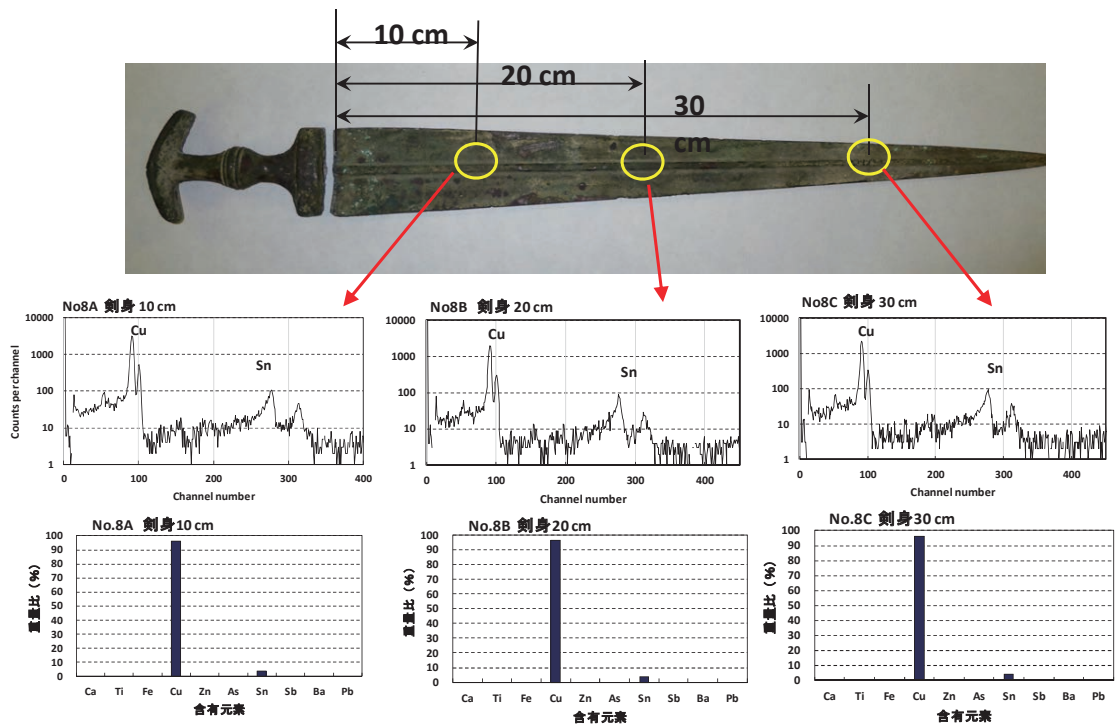 10 cm
20 cm
30
cm
No8A 剣身 10 cm
10000
1000
100
10
1
Counts per channel
Cu
Sn
0
100
200
300
400
Channel number
No8B 剣身 20 cm
10000
1000
100
10
1
Cu
Sn
0
100
200
300
400
Channel number
No8C 剣身 30 cm
10000
1000
100
10
1
Cu
Sn
0
100
200
300
400
Channel number
No.8A 剣身10 cm
100
90
80
70
60
50
40
30
20
10
0
重量比(%)
Ca Ti Fe Cu Zn As Sn Sb Ba Pb
含有元素
No.8B 剣身20 cm
100
90
80
70
60
50
40
30
20
10
0
重量比(%)
Ca Ti Fe Cu Zn As Sn Sb Ba Pb
含有元素
No.8C 剣身30 cm
100
90
80
70
60
50
40
30
20
10
0
重量比(%)
Ca Ti Fe Cu Zn As Sn Sb Ba Pb
含有元素